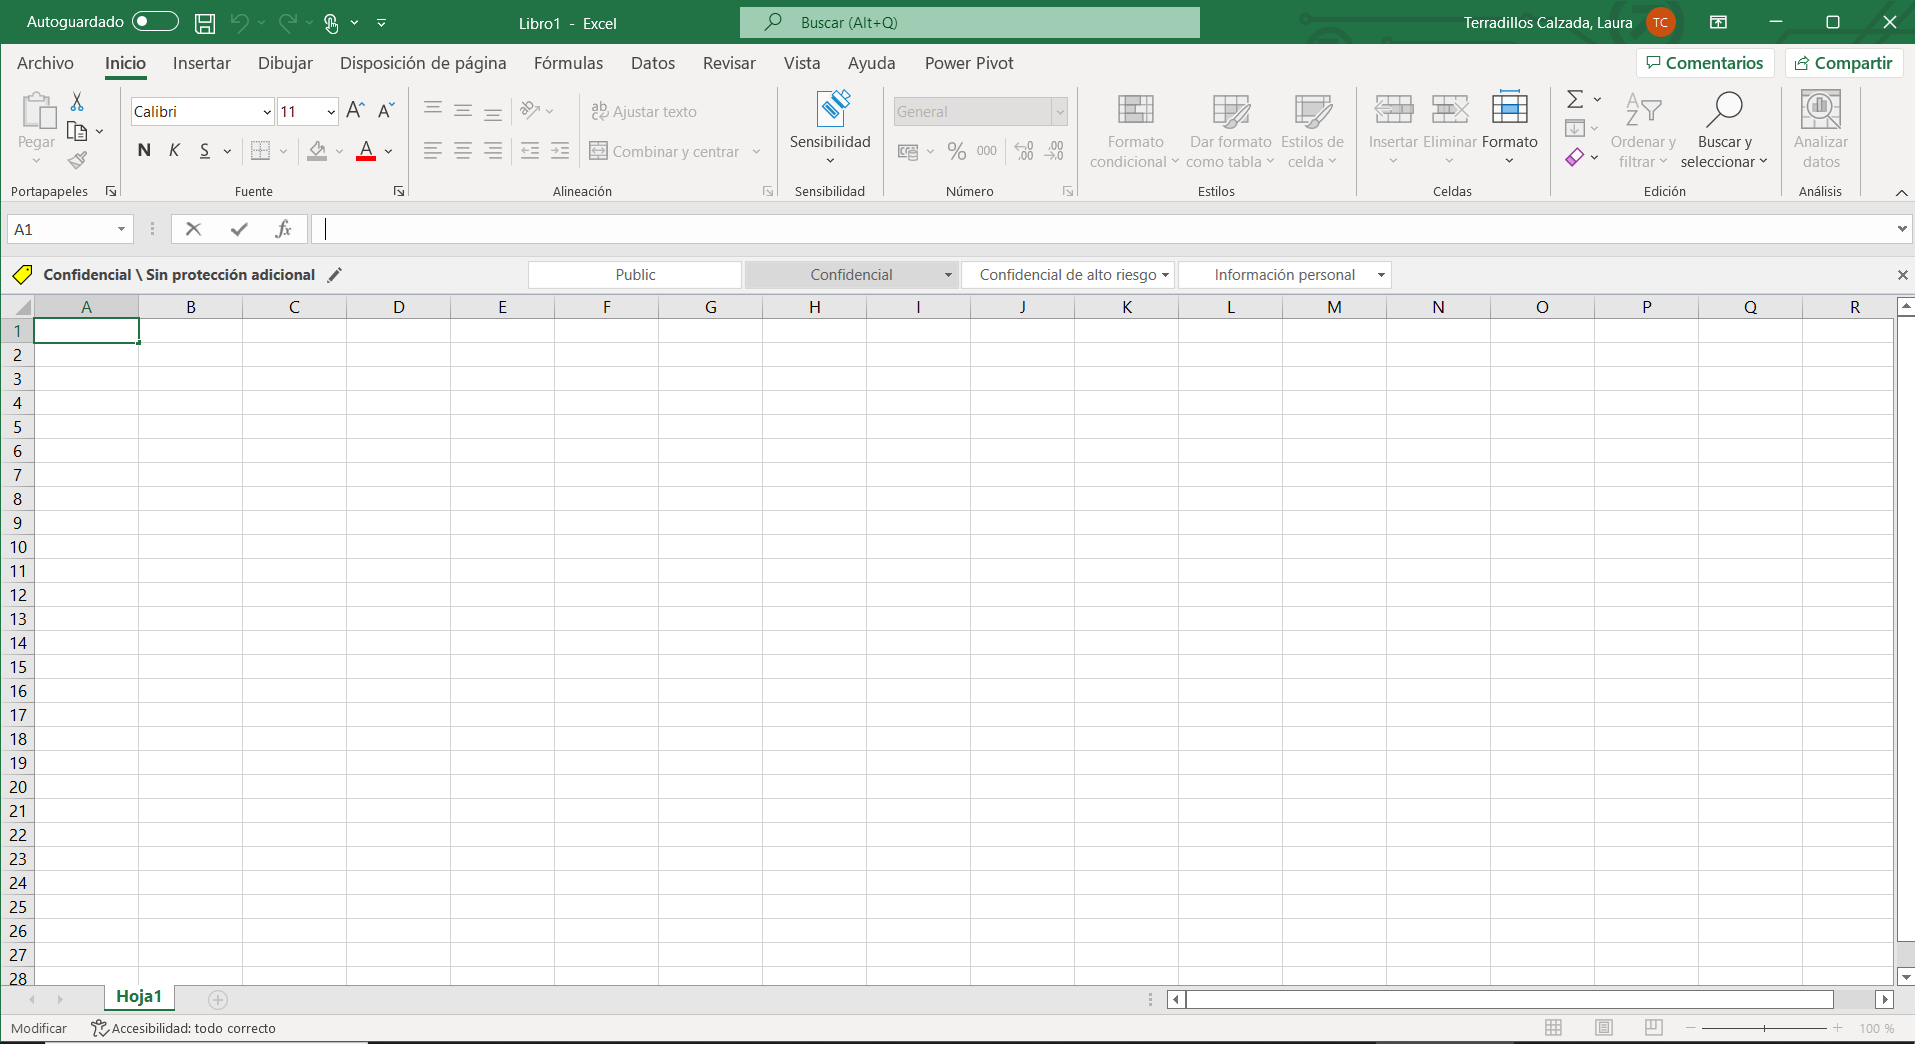 Autoguardado
Libro1 - Excel
Buscar (Alt+Q)
Terradillos Calzada, Laura TC
Archivo Inicio Insertar Dibujar Disposición de página Fórmulas Datos Revisar Vista Ayuda Power Pivot Comentarios Compartir
Pegar
Portapapeles
Calibri 11 A A
N K S A
Fuente
ab Ajustar texto
Combinar y centrar
Alineación
Sensibilidad
Sensibilidad
General
% 000 ,00 ,00
Número
Formato condicional
Dar formato como tabla
Estilos de celda
Estilos
Insertar Eliminar Formato
Celdas
Ordenar y filtrar
Buscar y seleccionar
Edición
Analizar datos
Análisis
A1 fx
Confidencial \ Sin protección adicional Public Confidencial Confidencial de alto riesgo Información personal
A B C D E F G H I J K L M N O P Q R
1
2
3
4
5
6
7
8
9
10
11
12
13
14
15
16
17
18
19
20
21
22
23
24
25
26
27
28
Hoja1
Modificar Accesibilidad: todo correcto 100 %